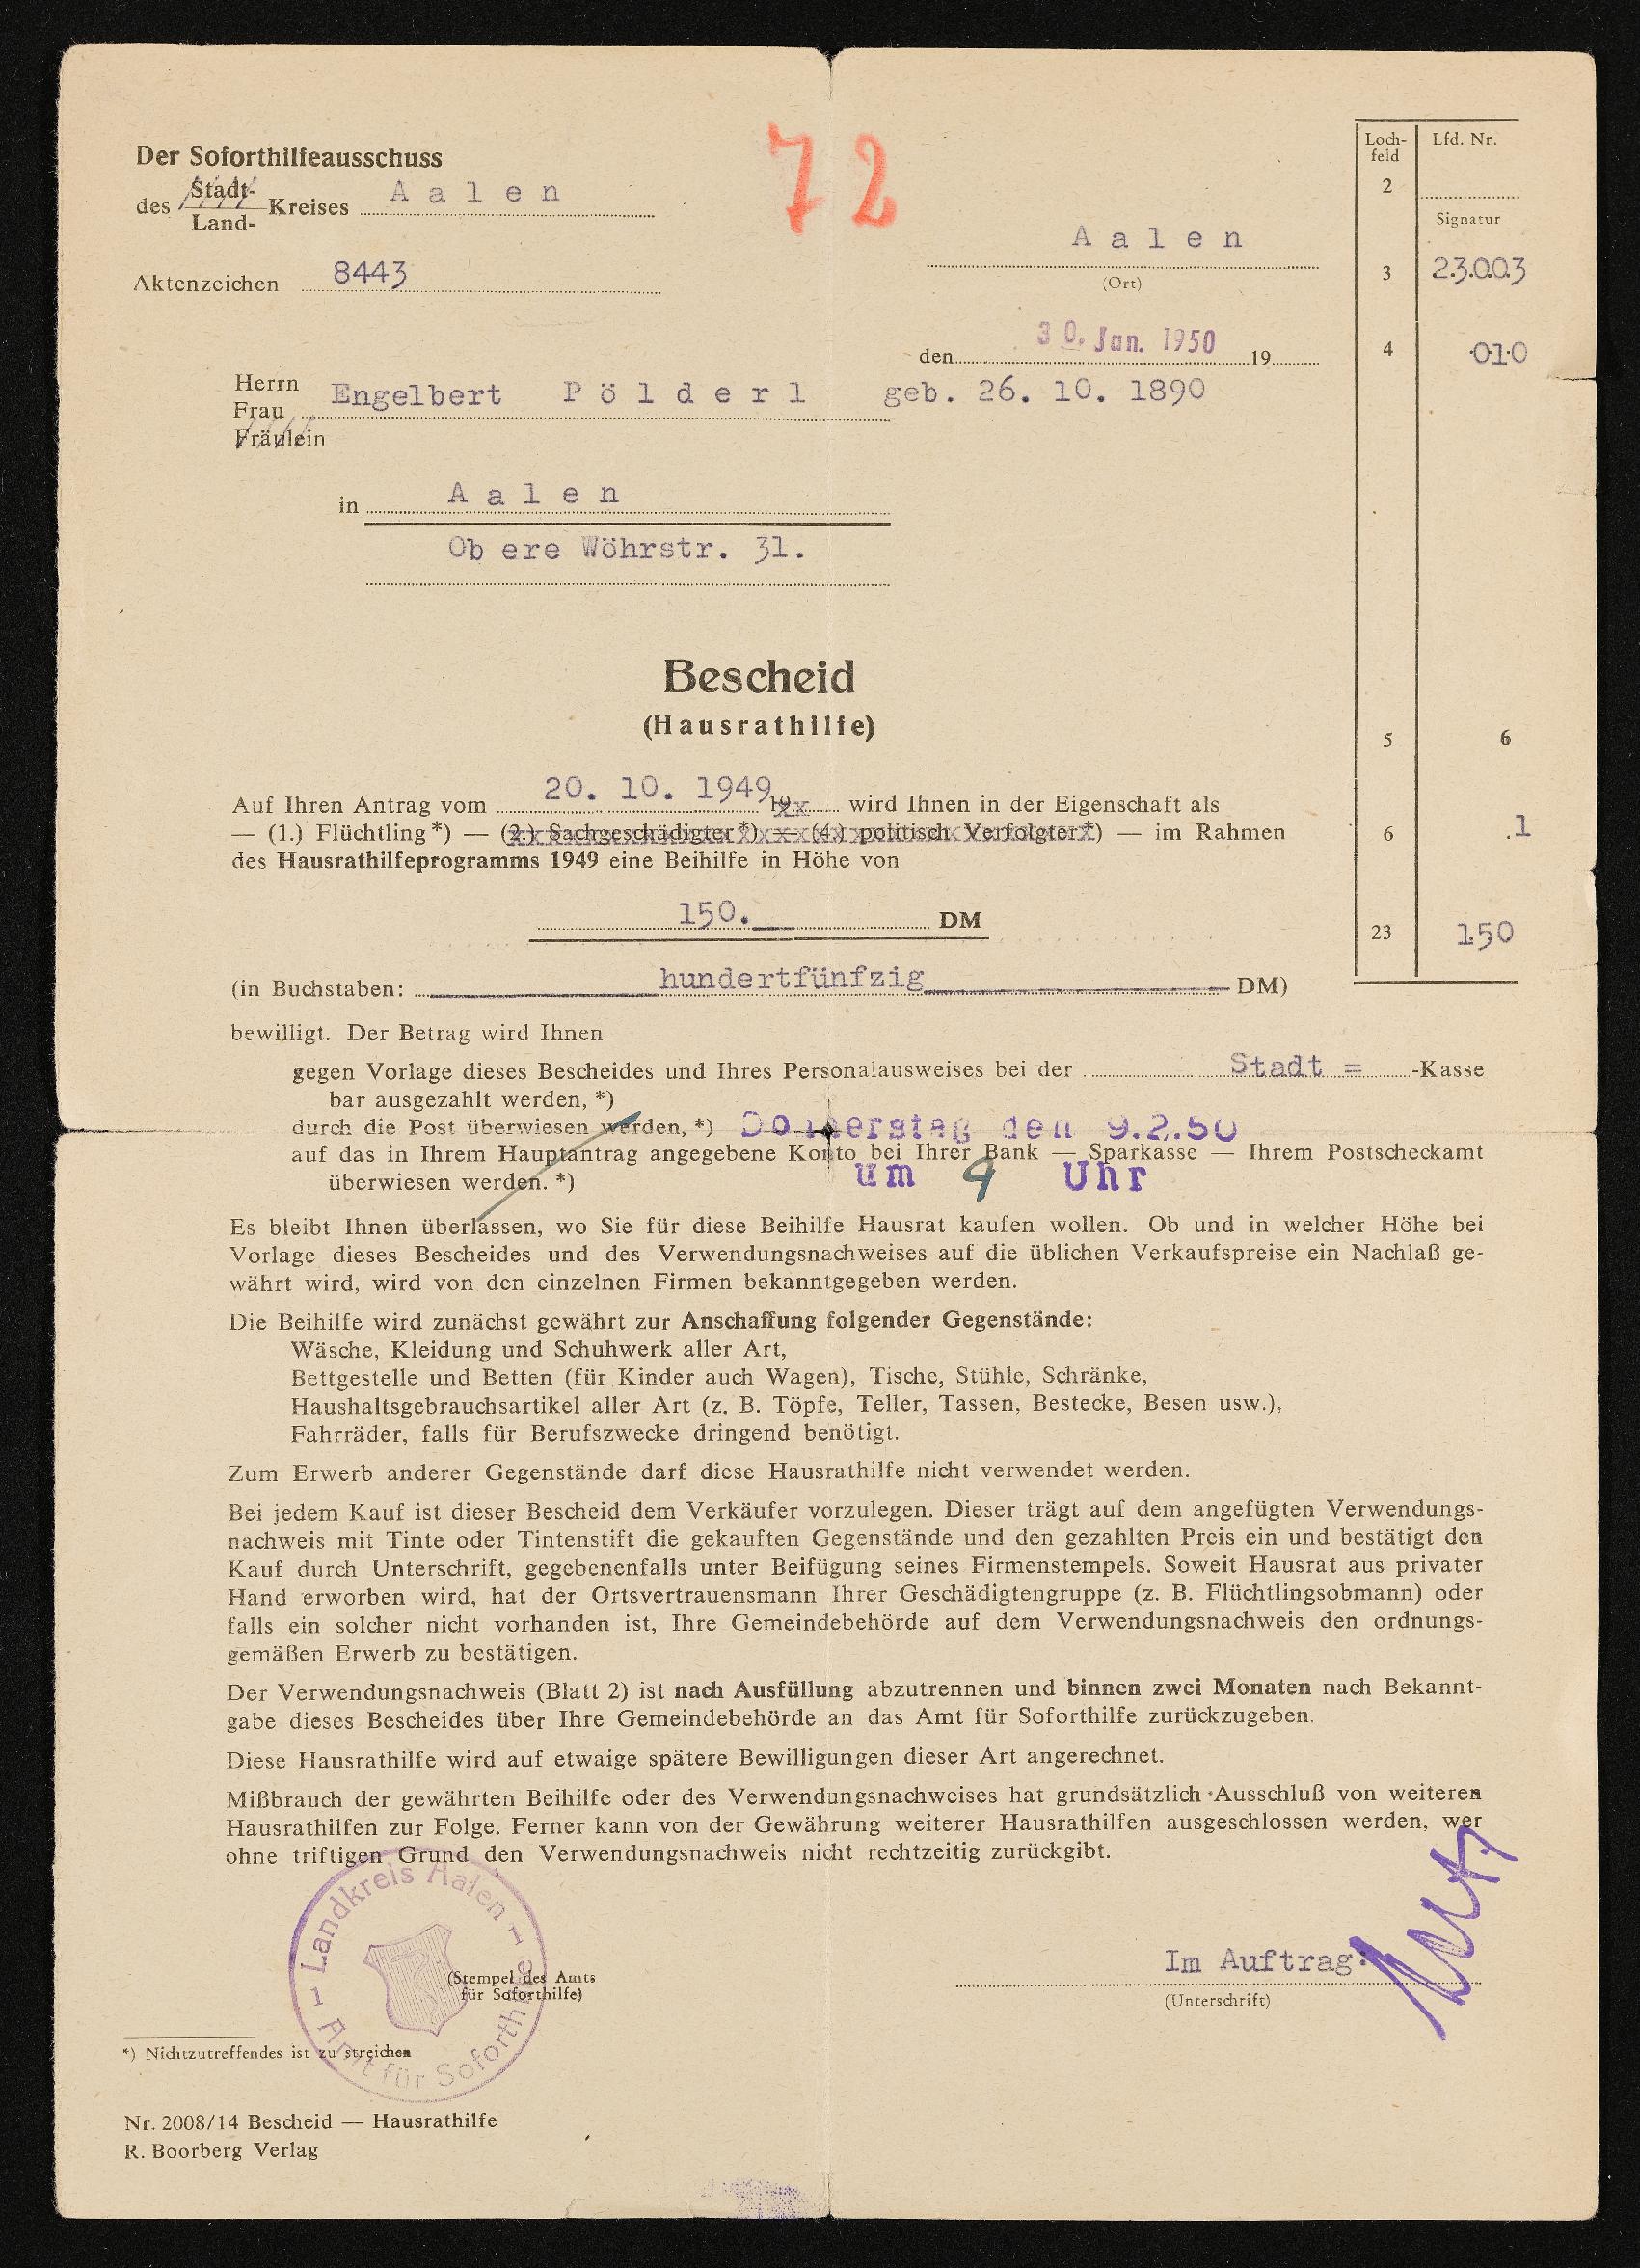 72
Der Soforthilfeausschuss
des Stadt- Land- Kreises Aalen
Aktenzeichen 8443
Aalen
(Ort)
den 30. Jan. 1950 19
Herrn
Frau
Fräulein
Engelbert Pölderl geb. 26. 10. 1890
in Aalen
Obere Wöhrstr. 31.
Loch-
feld
Lfd. Nr.
2
Signatur
3 23.003
4 010
5 6
6 1
23 150
Bescheid
(Hausrathilfe)
Auf Ihren Antrag vom 20. 10. 1949 19 wird Ihnen in der Eigenschaft als
— (1.) Flüchtling*) — (2.) Sachgeschädigter*) — (4.) politisch Verfolgter*) — im Rahmen
des Hausrathilfeprogramms 1949 eine Beihilfe in Höhe von
150.__ DM
(in Buchstaben: hundertfünfzig DM)
bewilligt. Der Betrag wird Ihnen
gegen Vorlage dieses Bescheides und Ihres Personalausweises bei der Stadt = -Kasse
bar ausgezahlt werden, *)
durch die Post überwiesen werden, *) Donnerstag den 9.2.50
auf das in Ihrem Hauptantrag angegebene Konto bei Ihrer Bank — Sparkasse — Ihrem Postscheckamt
überwiesen werden. *) um 9 Uhr
Es bleibt Ihnen überlassen, wo Sie für diese Beihilfe Hausrat kaufen wollen. Ob und in welcher Höhe bei
Vorlage dieses Bescheides und des Verwendungsnachweises auf die üblichen Verkaufspreise ein Nachlaß ge-
währt wird, wird von den einzelnen Firmen bekanntgegeben werden.
Die Beihilfe wird zunächst gewährt zur Anschaffung folgender Gegenstände:
Wäsche, Kleidung und Schuhwerk aller Art,
Bettgestelle und Betten (für Kinder auch Wagen), Tische, Stühle, Schränke,
Haushaltsgebrauchsartikel aller Art (z. B. Töpfe, Teller, Tassen, Bestecke, Besen usw.),
Fahrräder, falls für Berufszwecke dringend benötigt.
Zum Erwerb anderer Gegenstände darf diese Hausrathilfe nicht verwendet werden.
Bei jedem Kauf ist dieser Bescheid dem Verkäufer vorzulegen. Dieser trägt auf dem angefügten Verwendungs-
nachweis mit Tinte oder Tintenstift die gekauften Gegenstände und den gezahlten Preis ein und bestätigt den
Kauf durch Unterschrift, gegebenenfalls unter Beifügung seines Firmenstempels. Soweit Hausrat aus privater
Hand erworben wird, hat der Ortsvertrauensmann Ihrer Geschädigtengruppe (z. B. Flüchtlingsobmann) oder
falls ein solcher nicht vorhanden ist, Ihre Gemeindebehörde auf dem Verwendungsnachweis den ordnungs-
gemäßen Erwerb zu bestätigen.
Der Verwendungsnachweis (Blatt 2) ist nach Ausfüllung abzutrennen und binnen zwei Monaten nach Bekannt-
gabe dieses Bescheides über Ihre Gemeindebehörde an das Amt für Soforthilfe zurückzugeben.
Diese Hausrathilfe wird auf etwaige spätere Bewilligungen dieser Art angerechnet.
Mißbrauch der gewährten Beihilfe oder des Verwendungsnachweises hat grundsätzlich Ausschluß von weiteren
Hausrathilfen zur Folge. Ferner kann von der Gewährung weiterer Hausrathilfen ausgeschlossen werden, wer
ohne triftigen Grund den Verwendungsnachweis nicht rechtzeitig zurückgibt.
Landkreis Aalen
Amt für Soforthilfe
(Stempel des Amts
für Soforthilfe)
Im Auftrag:
(Unterschrift)
*) Nichtzutreffendes ist zu streichen
Nr. 2008/14 Bescheid — Hausrathilfe
R. Boorberg Verlag